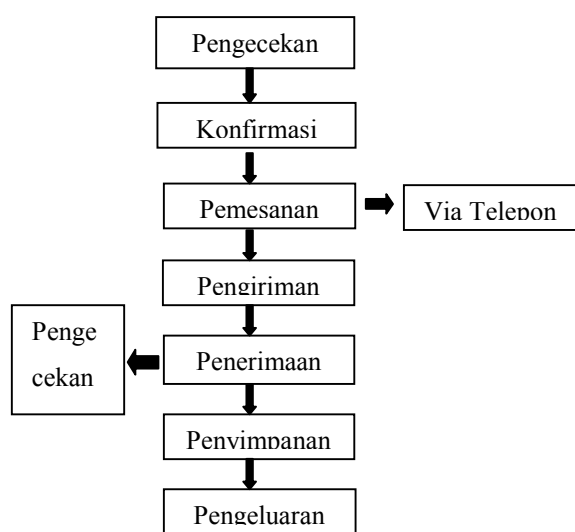 Pengecekan
Konfirmasi
Pemesanan
Via Telepon
Pengiriman
Penge
cekan
Penerimaan
Penyimpanan
Pengeluaran